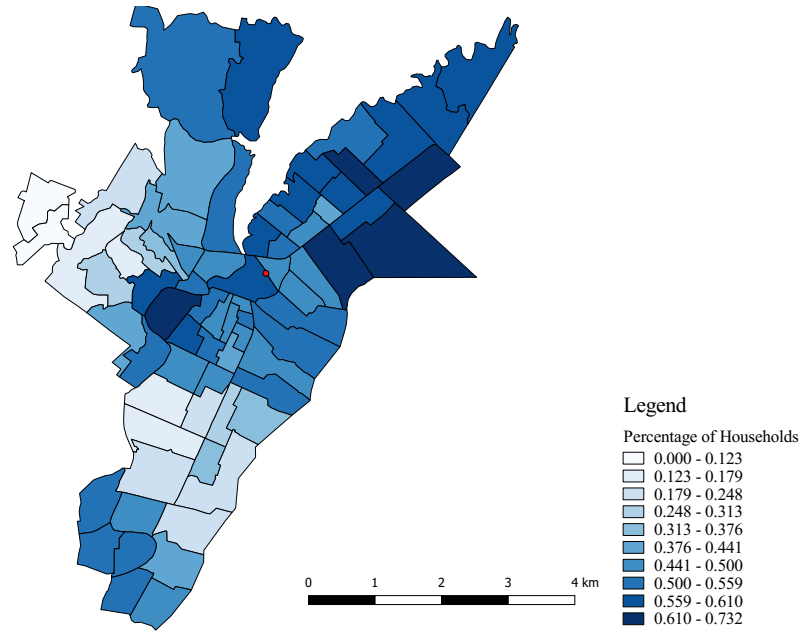 Legend
Percentage of Households
0.000 - 0.123
0.123 - 0.179
0.179 - 0.248
0.248 - 0.313
0.313 - 0.376
0.376 - 0.441
0.441 - 0.500
0.500 - 0.559
0.559 - 0.610
0.610 - 0.732
0 1 2 3 4 km